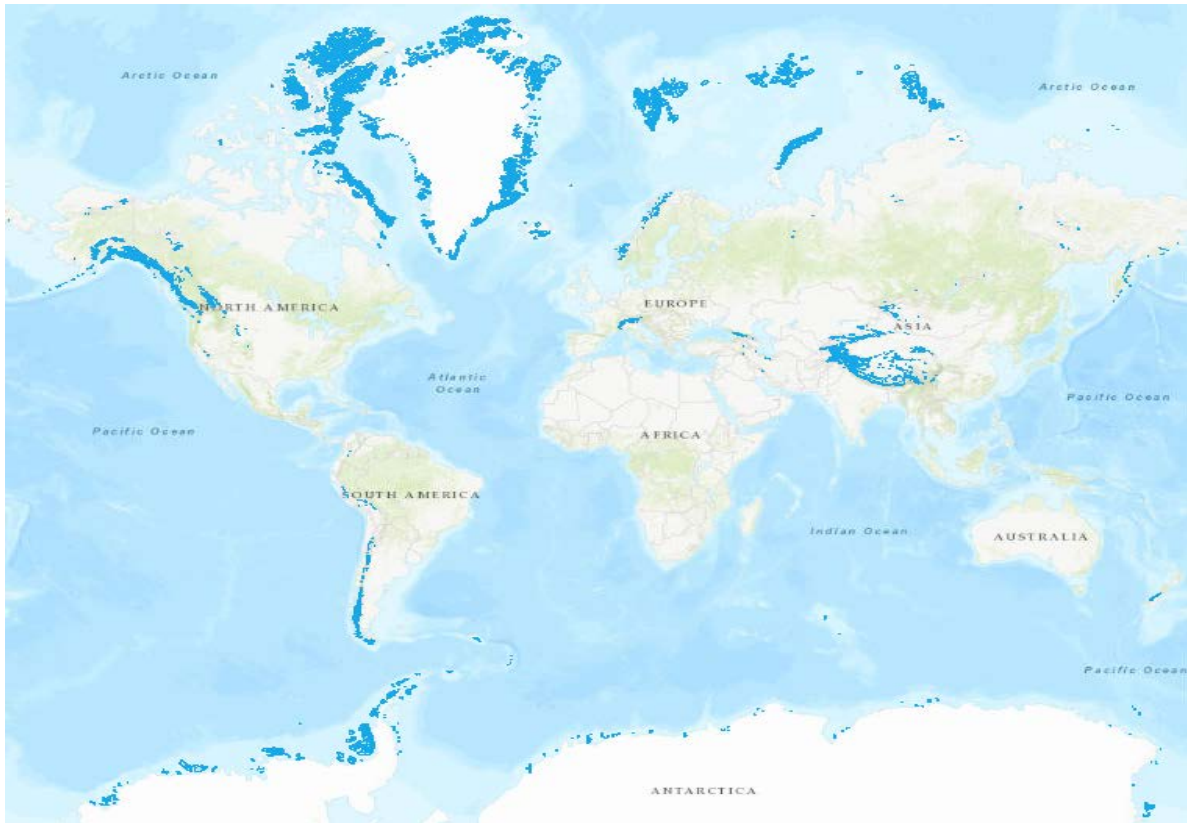 Arctic Ocean
Arctic Ocean
NORTH AMERICA
EUROPE
ASIA
Atlantic
Ocean
Pacific Ocean
Pacific Ocean
AFRICA
SOUTH AMERICA
Indian Ocean
AUSTRALIA
Pacific Ocean
ANTARCTICA